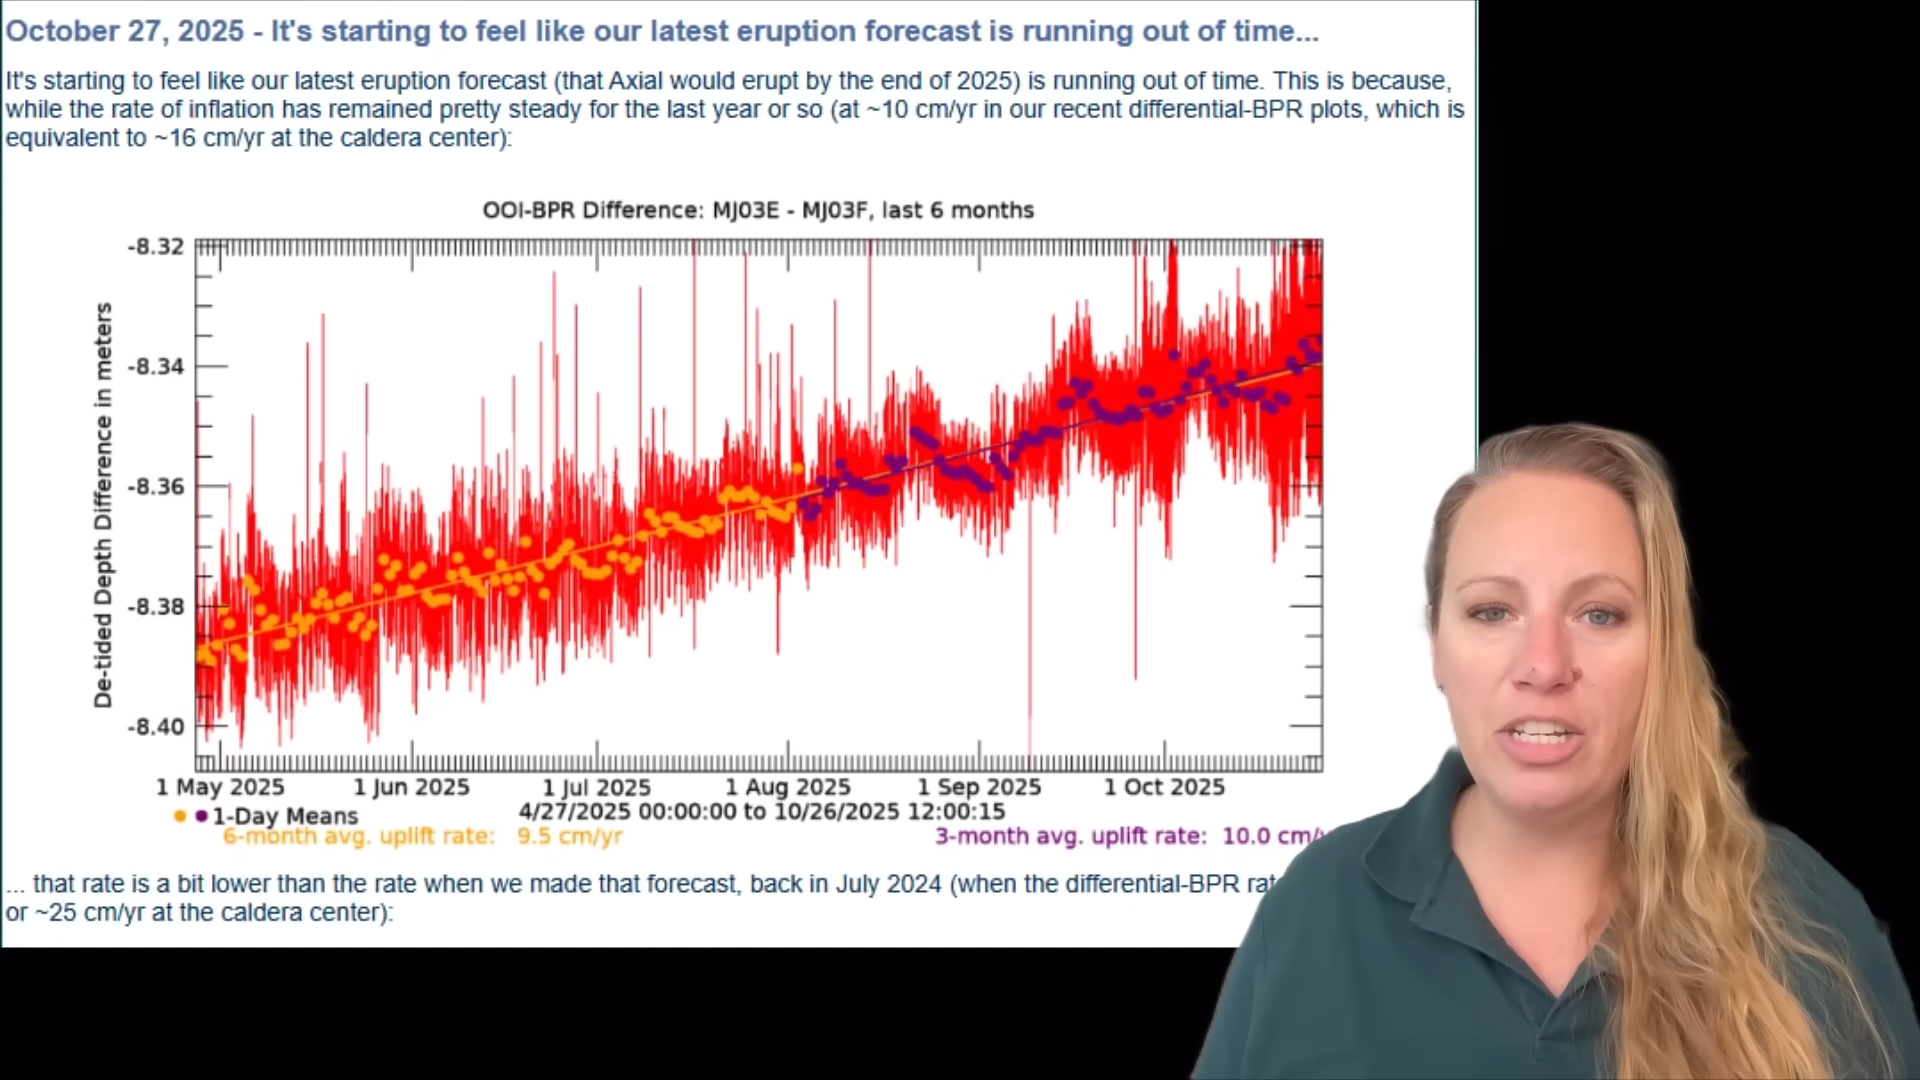 October 27, 2025 - It's starting to feel like our latest eruption forecast is running out of time...
It's starting to feel like our latest eruption forecast (that Axial would erupt by the end of 2025) is running out of time. This is because,
while the rate of inflation has remained pretty steady for the last year or so (at ~10 cm/yr in our recent differential-BPR plots, which is
equivalent to ~16 cm/yr at the caldera center):
OOI-BPR Difference: MJ03E - MJ03F, last 6 months
De-tided Depth Difference in meters
-8.32
-8.34
-8.36
-8.38
-8.40
1 May 2025 1 Jun 2025 1 Jul 2025 1 Aug 2025 1 Sep 2025 1 Oct 2025
1-Day Means 4/27/2025 00:00:00 to 10/26/2025 12:00:15
6-month avg. uplift rate: 9.5 cm/yr 3-month avg. uplift rate: 10.0
... that rate is a bit lower than the rate when we made that forecast, back in July 2024 (when the differential-BPR
or ~25 cm/yr at the caldera center):